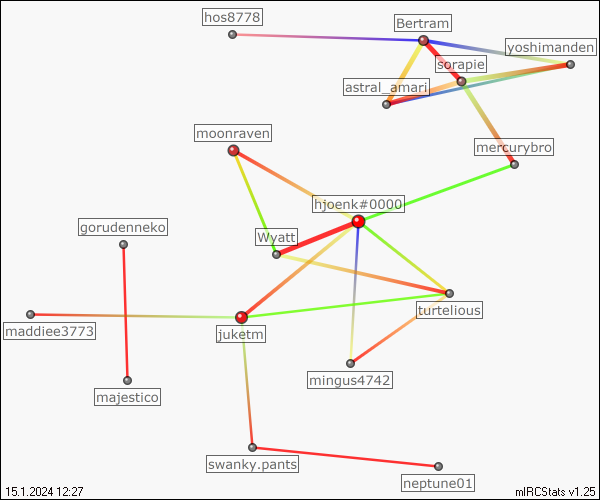 hos8778
Bertram
yoshimanden
sorapie
astral_amari
moonraven
mercurybro
hjoenk#0000
gorudenneko
Wyatt
turtelious
maddiee3773
juketm
mingus4742
majestico
swanky.pants
neptune01
15.1.2024 12:27
mIRCStats v1.25